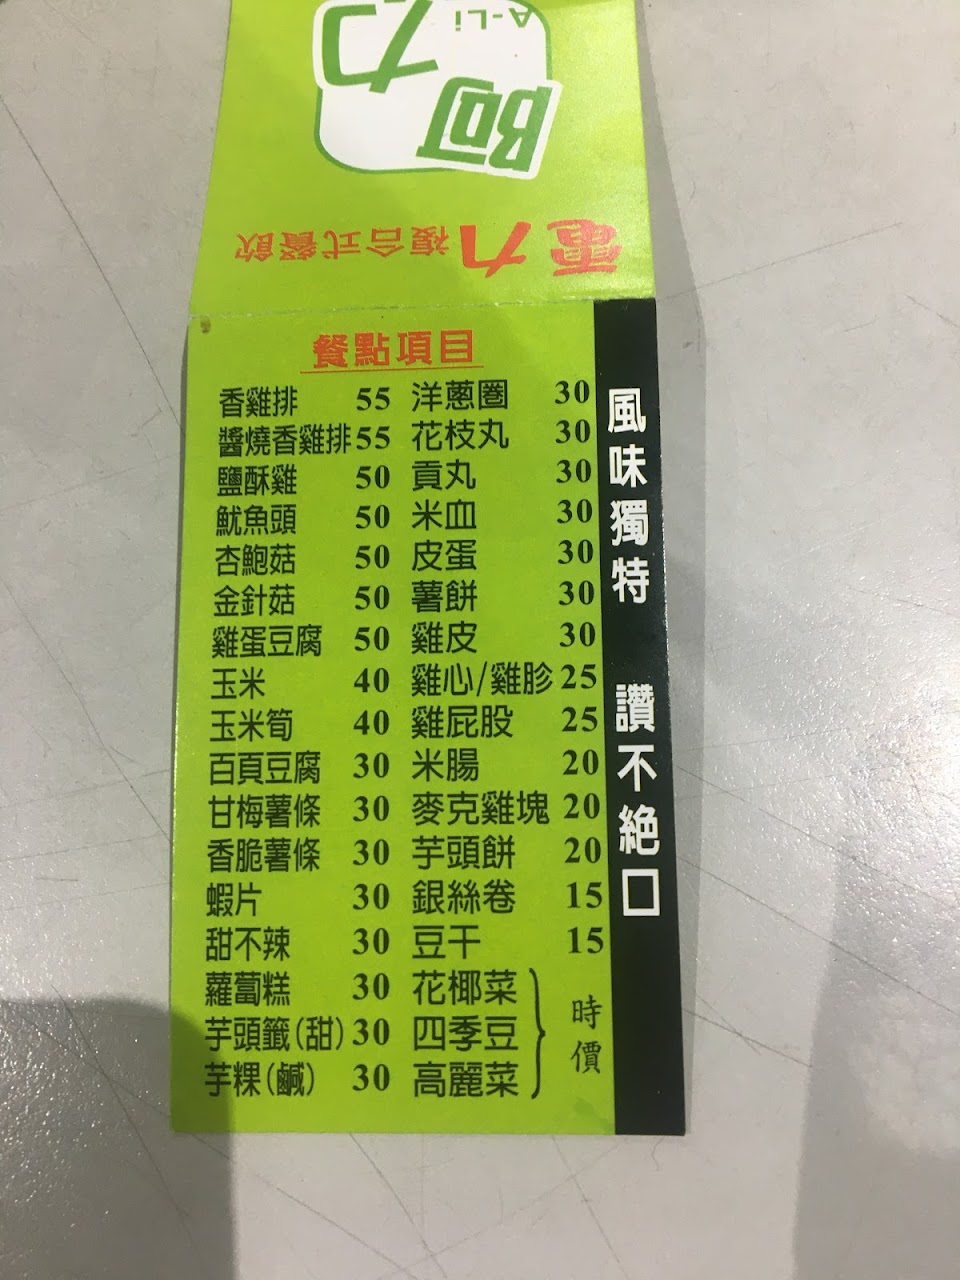 阿力
A-Li
電力複合式餐飲
餐點項目
香雞排 55
醬燒香雞排 55
鹽酥雞 50
魷魚頭 50
杏鮑菇 50
金針菇 50
雞蛋豆腐 50
玉米 40
玉米筍 40
百頁豆腐 30
甘梅薯條 30
香脆薯條 30
蝦片 30
甜不辣 30
蘿蔔糕 30
芋頭籤(甜) 30
芋粿(鹹) 30
洋蔥圈 30
花枝丸 30
貢丸 30
米血 30
皮蛋 30
薯餅 30
雞皮 30
雞心/雞胗 25
雞屁股 25
米腸 20
麥克雞塊 20
芋頭餅 20
銀絲卷 15
豆干 15
花椰菜
四季豆
高麗菜
時價
風味獨特 讚不絕口